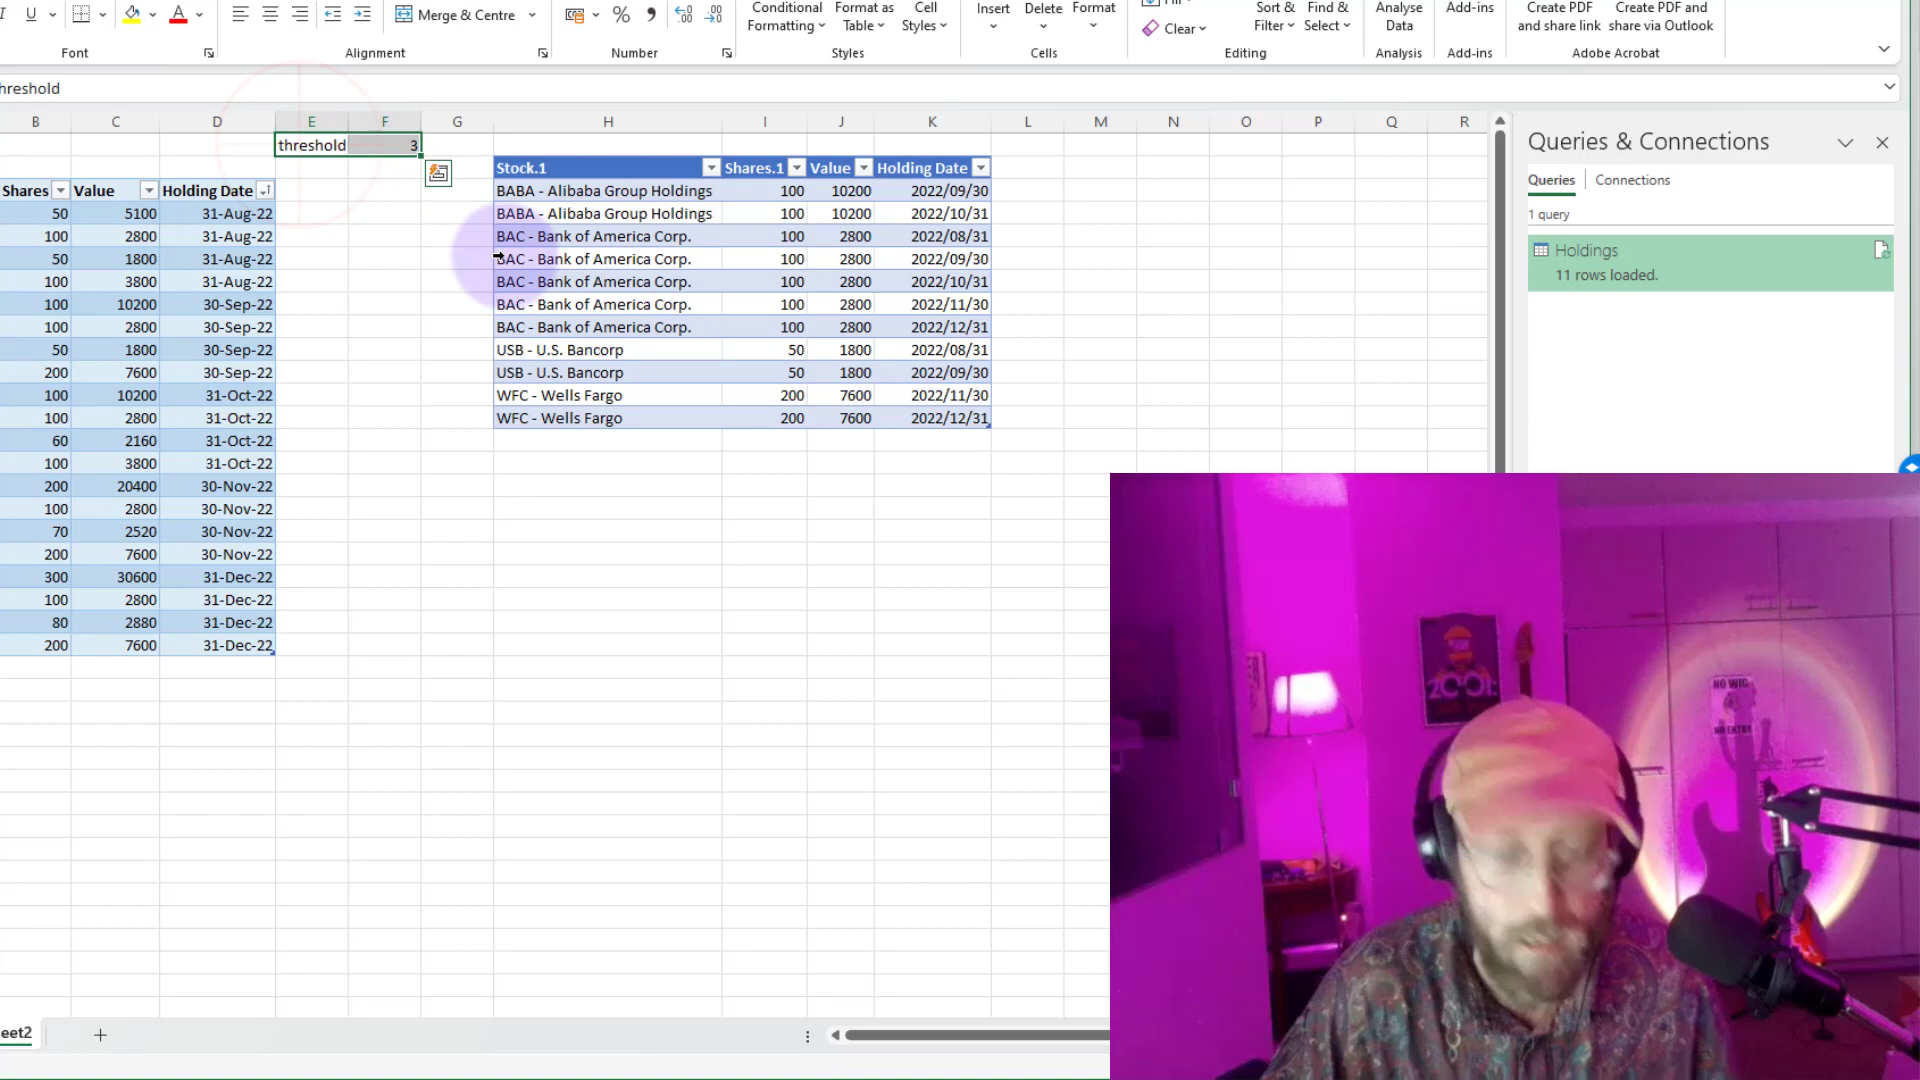 U
A
Merge & Centre
%
Conditional
Formatting
Format as
Table
Cell
Styles
Insert
Delete
Format
Clear
Sort &
Filter
Find &
Select
Analyse
Data
Add-ins
Create PDF
and share link
Create PDF and
share via Outlook
Font
Alignment
Number
Styles
Cells
Editing
Analysis
Add-ins
Adobe Acrobat
hreshold
B C D E F G H I J K L M N O P Q R
threshold 3
Shares Value Holding Date
50 5100 31-Aug-22
100 2800 31-Aug-22
50 1800 31-Aug-22
100 3800 31-Aug-22
100 10200 30-Sep-22
100 2800 30-Sep-22
50 1800 30-Sep-22
200 7600 30-Sep-22
100 10200 31-Oct-22
100 2800 31-Oct-22
60 2160 31-Oct-22
100 3800 31-Oct-22
200 20400 30-Nov-22
100 2800 30-Nov-22
70 2520 30-Nov-22
200 7600 30-Nov-22
300 30600 31-Dec-22
100 2800 31-Dec-22
80 2880 31-Dec-22
200 7600 31-Dec-22
Stock.1 Shares.1 Value Holding Date
BABA - Alibaba Group Holdings 100 10200 2022/09/30
BABA - Alibaba Group Holdings 100 10200 2022/10/31
BAC - Bank of America Corp. 100 2800 2022/08/31
BAC - Bank of America Corp. 100 2800 2022/09/30
BAC - Bank of America Corp. 100 2800 2022/10/31
BAC - Bank of America Corp. 100 2800 2022/11/30
BAC - Bank of America Corp. 100 2800 2022/12/31
USB - U.S. Bancorp 50 1800 2022/08/31
USB - U.S. Bancorp 50 1800 2022/09/30
WFC - Wells Fargo 200 7600 2022/11/30
WFC - Wells Fargo 200 7600 2022/12/31
Queries & Connections
Queries Connections
1 query
Holdings
11 rows loaded.
eet2
NO WIG
NO ENTRY